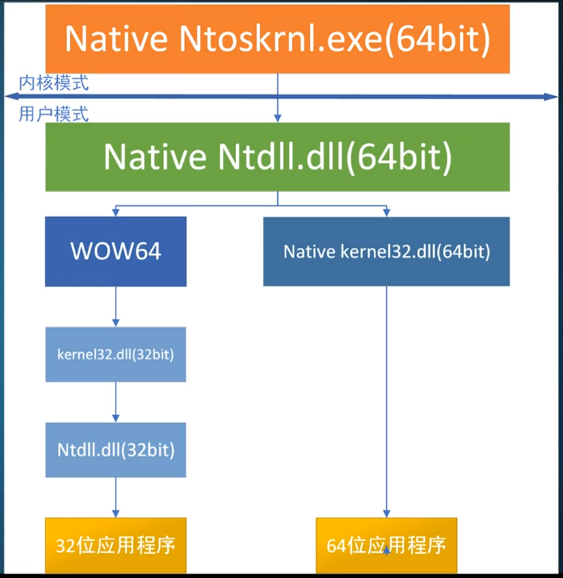 Native Ntoskrnl.exe(64bit)
内核模式
用户模式
Native Ntdll.dll(64bit)
WOW64
Native kernel32.dll(64bit)
kernel32.dll(32bit)
Ntdll.dll(32bit)
32位应用程序
64位应用程序